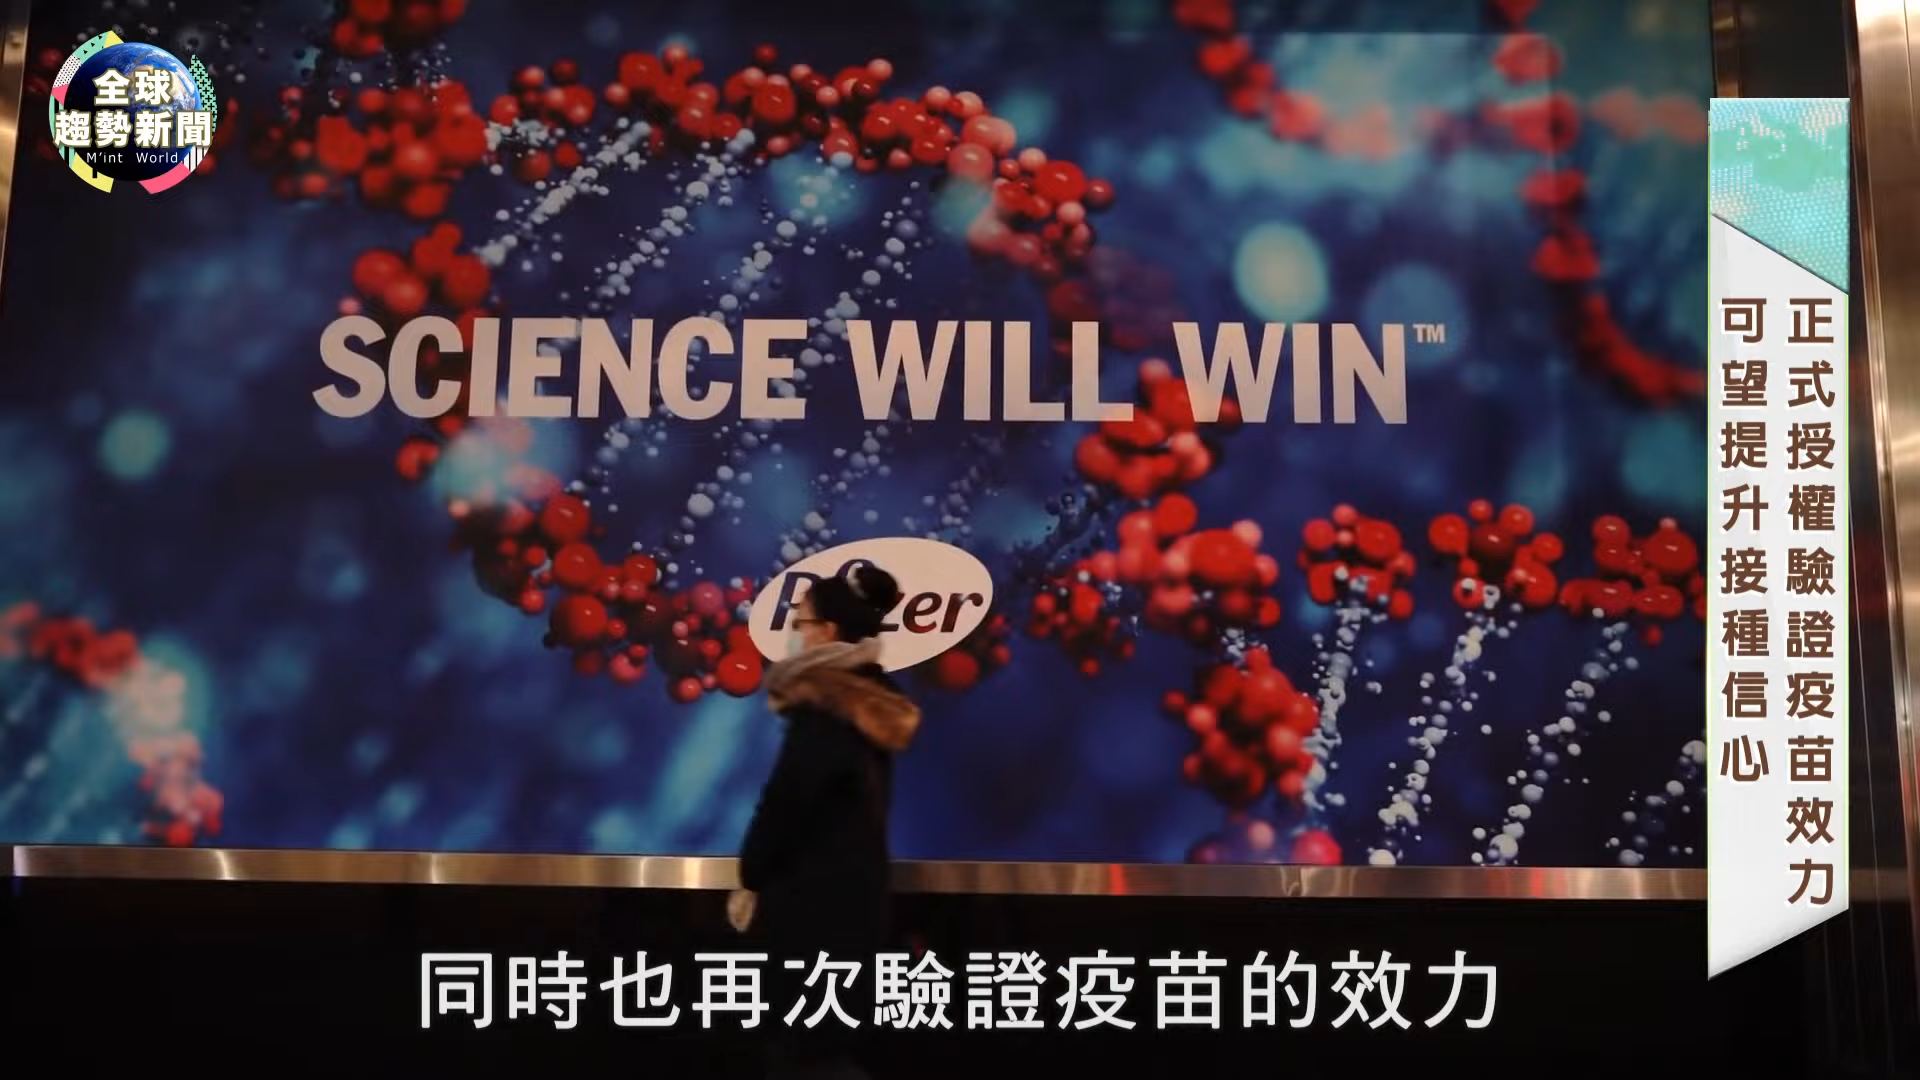 全球
趨勢新聞
M'int World
SCIENCE WILL WIN™
正式授權驗證疫苗效力
可望提升接種信心
同時也再次驗證疫苗的效力